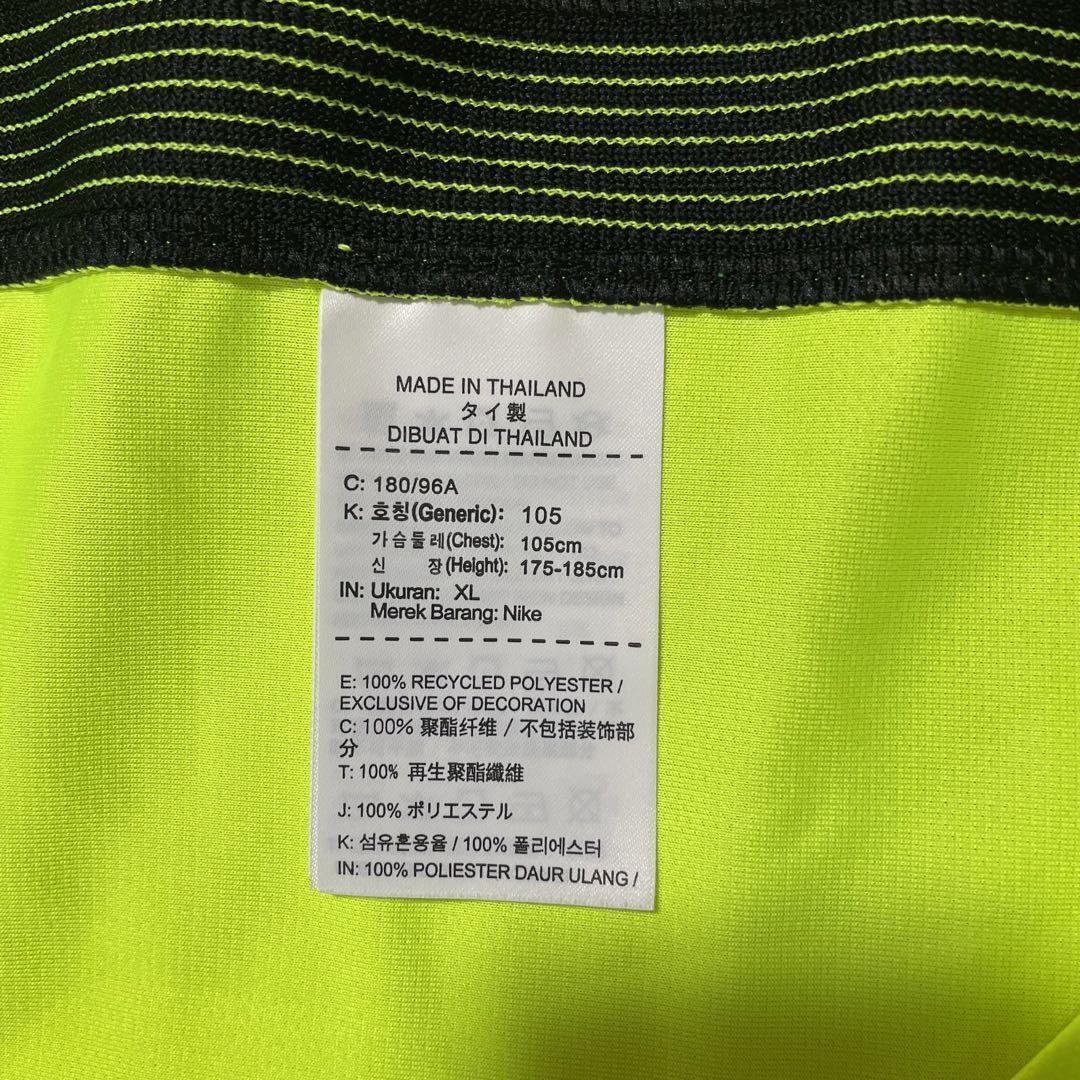 MADE IN THAILAND
タイ製
DIBUAT DI THAILAND
C: 180/96A
K: 호칭(Generic): 105
가슴둘레(Chest): 105cm
신 장(Height): 175-185cm
IN: Ukuran: XL
Merek Barang: Nike
E: 100% RECYCLED POLYESTER /
EXCLUSIVE OF DECORATION
C: 100% 聚酯纤维 / 不包括装饰部
分
T: 100% 再生聚酯纖維
J: 100% ポリエステル
K: 섬유혼용율 / 100% 폴리에스터
IN: 100% POLIESTER DAUR ULANG /